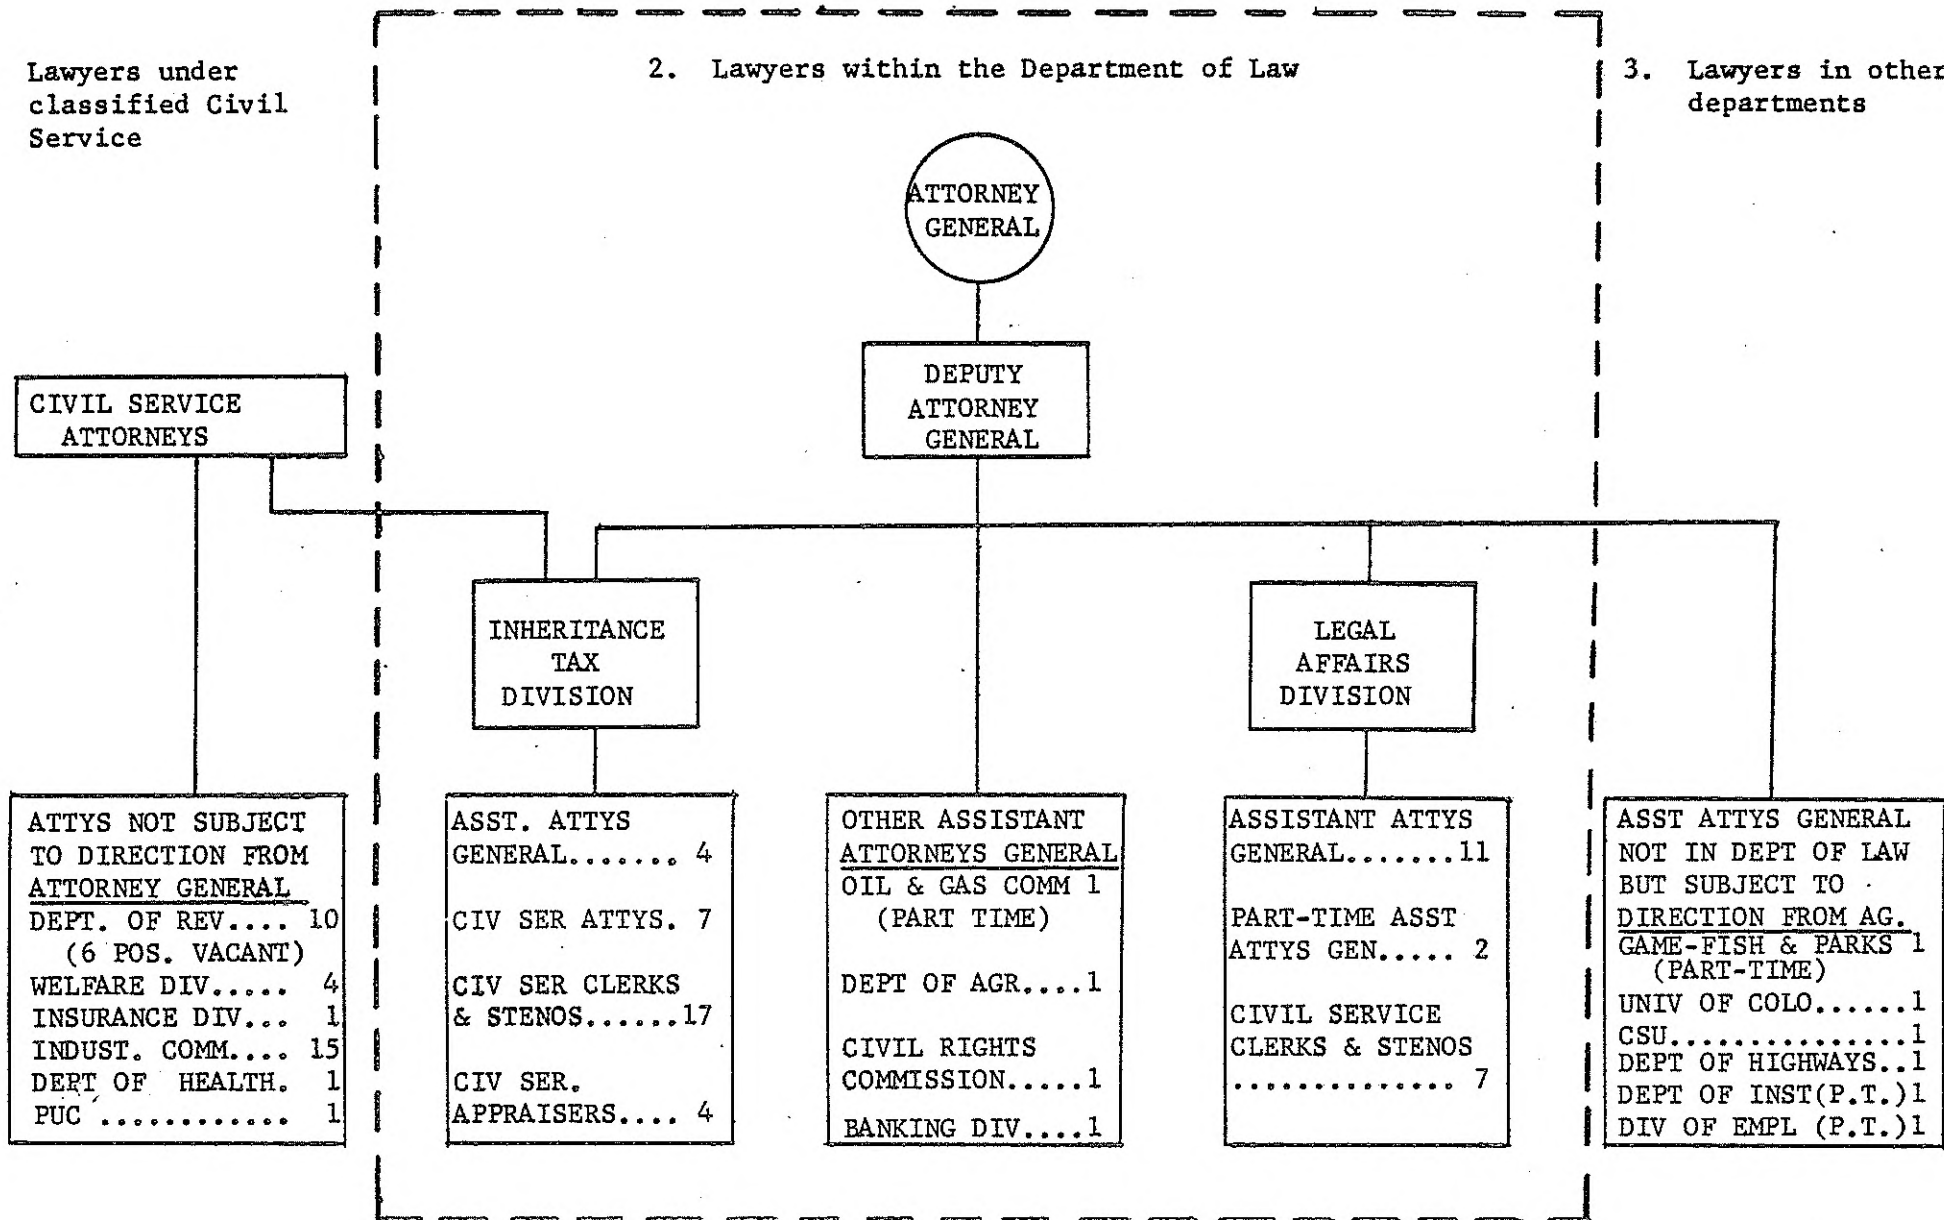 Lawyers under
classified Civil
Service
2. Lawyers within the Department of Law
3. Lawyers in other
departments
ATTORNEY
GENERAL
DEPUTY
ATTORNEY
GENERAL
CIVIL SERVICE
ATTORNEYS
INHERITANCE
TAX
DIVISION
LEGAL
AFFAIRS
DIVISION
ATTYS NOT SUBJECT
TO DIRECTION FROM
ATTORNEY GENERAL
DEPT. OF REV.... 10
(6 POS. VACANT)
WELFARE DIV..... 4
INSURANCE DIV... 1
INDUST. COMM.... 15
DEPT OF HEALTH. 1
PUC ............ 1
ASST. ATTYS
GENERAL....... 4
CIV SER ATTYS. 7
CIV SER CLERKS
& STENOS......17
CIV SER.
APPRAISERS.... 4
OTHER ASSISTANT
ATTORNEYS GENERAL
OIL & GAS COMM 1
(PART TIME)
DEPT OF AGR....1
CIVIL RIGHTS
COMMISSION.....1
BANKING DIV....1
ASSISTANT ATTYS
GENERAL.......11
PART-TIME ASST
ATTYS GEN..... 2
CIVIL SERVICE
CLERKS & STENOS
.............. 7
ASST ATTYS GENERAL
NOT IN DEPT OF LAW
BUT SUBJECT TO
DIRECTION FROM AG.
GAME-FISH & PARKS 1
(PART-TIME)
UNIV OF COLO......1
CSU...............1
DEPT OF HIGHWAYS..1
DEPT OF INST(P.T.)1
DIV OF EMPL (P.T.)1